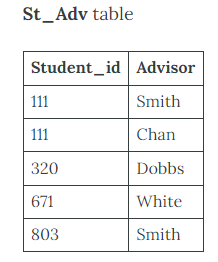 St_Adv table
Student_id Advisor
111 Smith
111 Chan
320 Dobbs
671 White
803 Smith